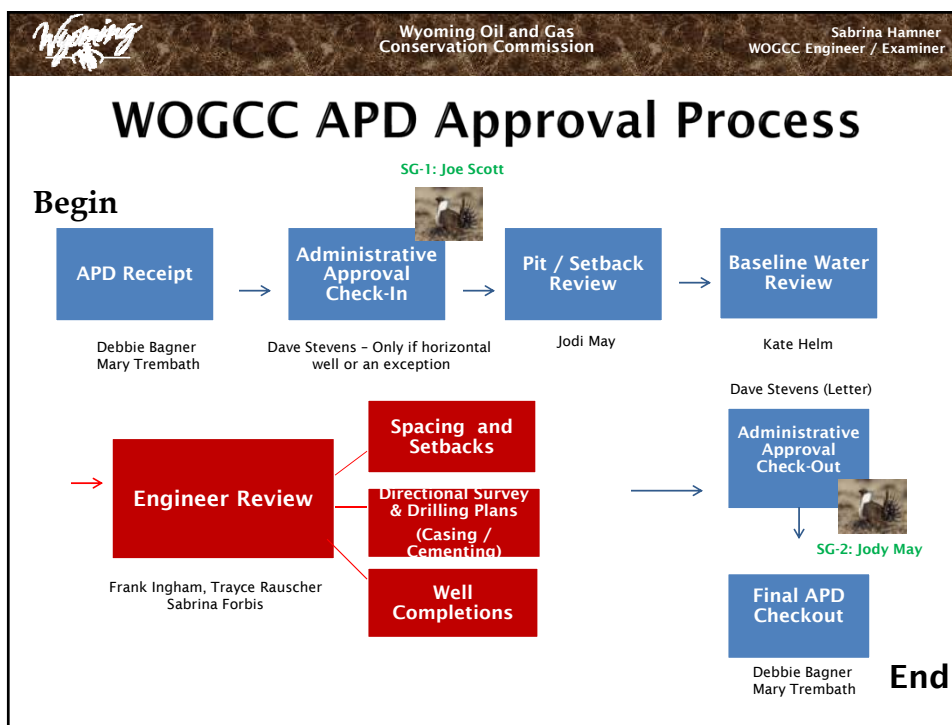 Wyoming
Wyoming Oil and Gas
Conservation Commission
Sabrina Hamner
WOGCC Engineer / Examiner
WOGCC APD Approval Process
SG-1: Joe Scott
Begin
APD Receipt
Administrative
Approval
Check-In
Pit / Setback
Review
Baseline Water
Review
Debbie Bagner
Mary Trembath
Dave Stevens – Only if horizontal
well or an exception
Jodi May
Kate Helm
Engineer Review
Frank Ingham, Trayce Rauscher
Sabrina Forbis
Spacing and
Setbacks
Directional Survey
& Drilling Plans
(Casing /
Cementing)
Well
Completions
Dave Stevens (Letter)
Administrative
Approval
Check-Out
SG-2: Jody May
Final APD
Checkout
Debbie Bagner
Mary Trembath
End